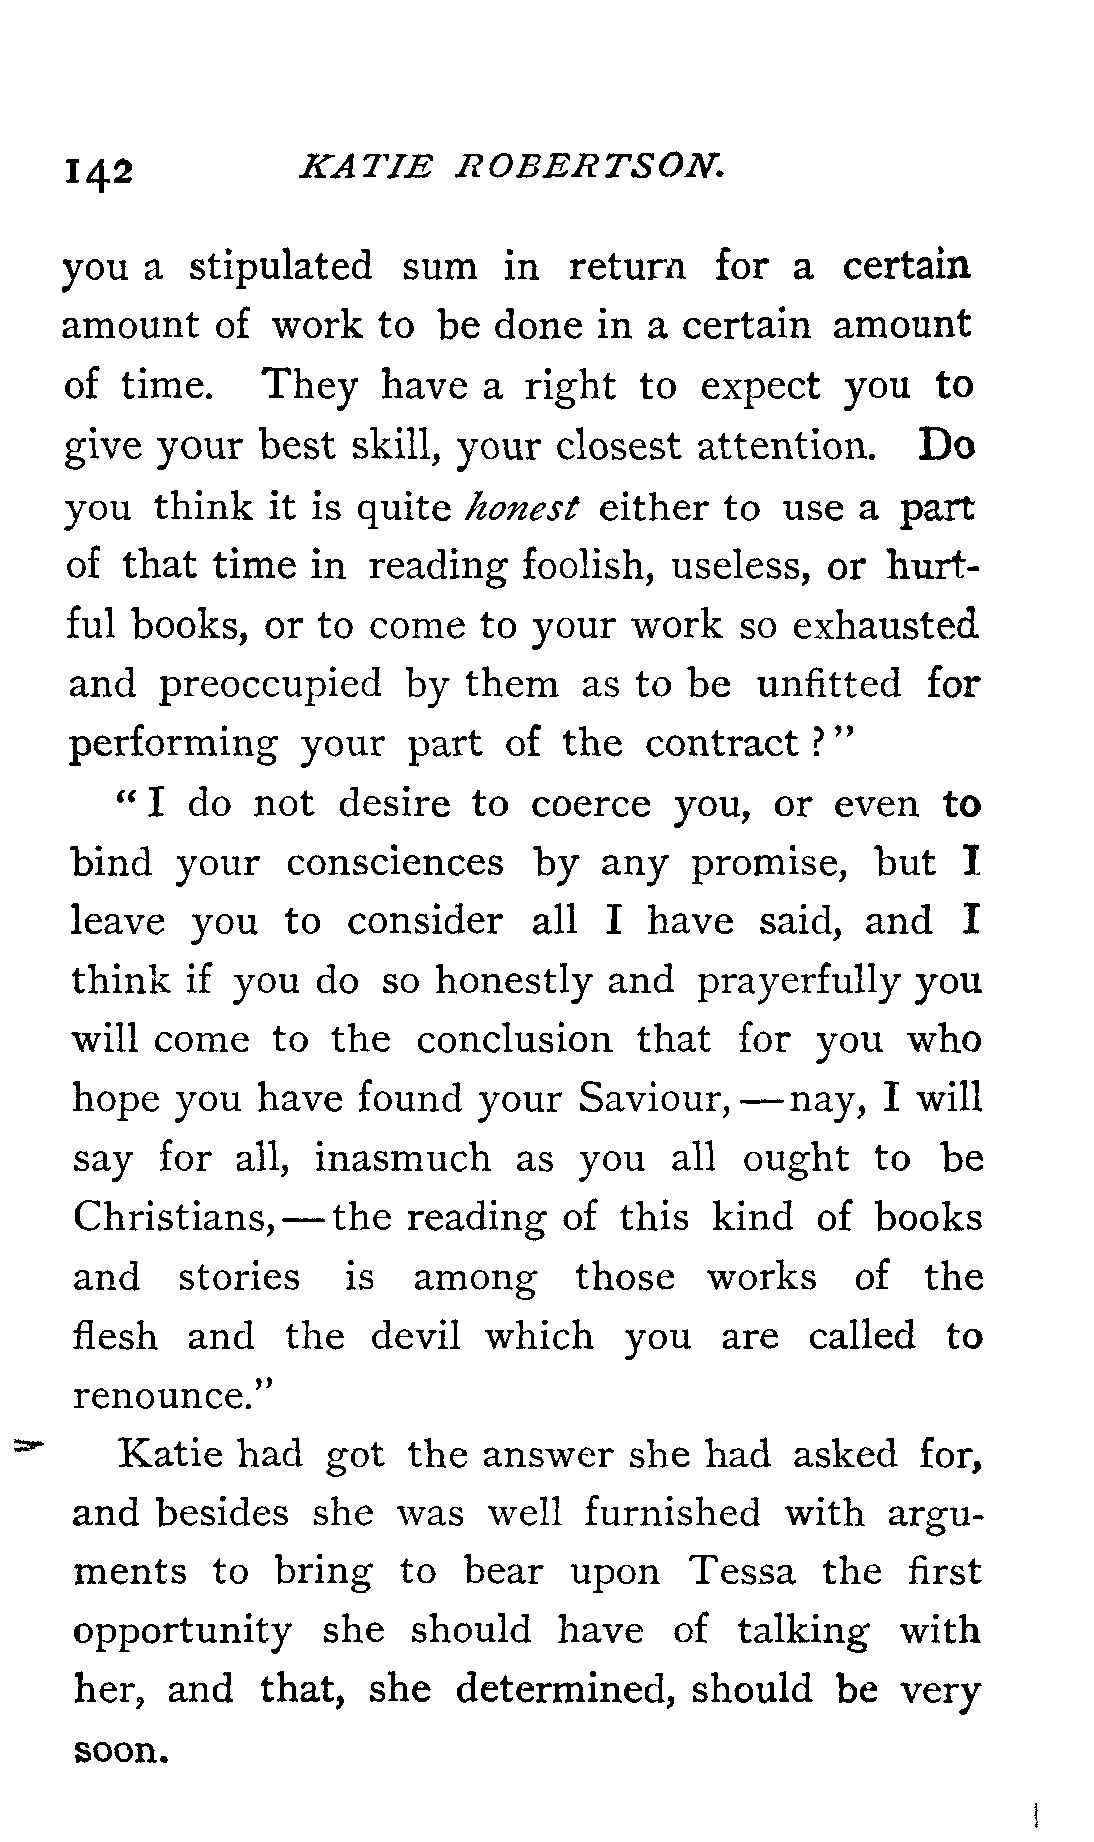 142 KATIE ROBERTSON.
you a stipulated sum in return for a certain
amount of work to be done in a certain amount
of time. They have a right to expect you to
give your best skill, your closest attention. Do
you think it is quite honest either to use a part
of that time in reading foolish, useless, or hurt-
ful books, or to come to your work so exhausted
and preoccupied by them as to be unfitted for
performing your part of the contract?"
"I do not desire to coerce you, or even to
bind your consciences by any promise, but I
leave you to consider all I have said, and I
think if you do so honestly and prayerfully you
will come to the conclusion that for you who
hope you have found your Saviour,—nay, I will
say for all, inasmuch as you all ought to be
Christians,—the reading of this kind of books
and stories is among those works of the
flesh and the devil which you are called to
renounce."
Katie had got the answer she had asked for,
and besides she was well furnished with argu-
ments to bring to bear upon Tessa the first
opportunity she should have of talking with
her, and that, she determined, should be very
soon.